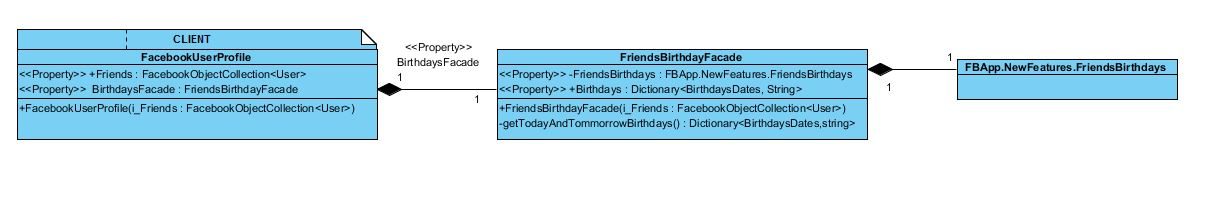 CLIENT
FacebookUserProfile
<<Property>> +Friends : FacebookObjectCollection<User>
<<Property>> BirthdaysFacade : FriendsBirthdayFacade
+FacebookUserProfile(i_Friends : FacebookObjectCollection<User>)
<<Property>>
BirthdaysFacade
1
1
FriendsBirthdayFacade
<<Property>> -FriendsBirthdays : FBApp.NewFeatures.FriendsBirthdays
<<Property>> +Birthdays : Dictionary<BirthdaysDates, String>
+FriendsBirthdayFacade(i_Friends : FacebookObjectCollection<User>)
-getTodayAndTommorrowBirthdays() : Dictionary<BirthdaysDates,string>
1
1
FBApp.NewFeatures.FriendsBirthdays